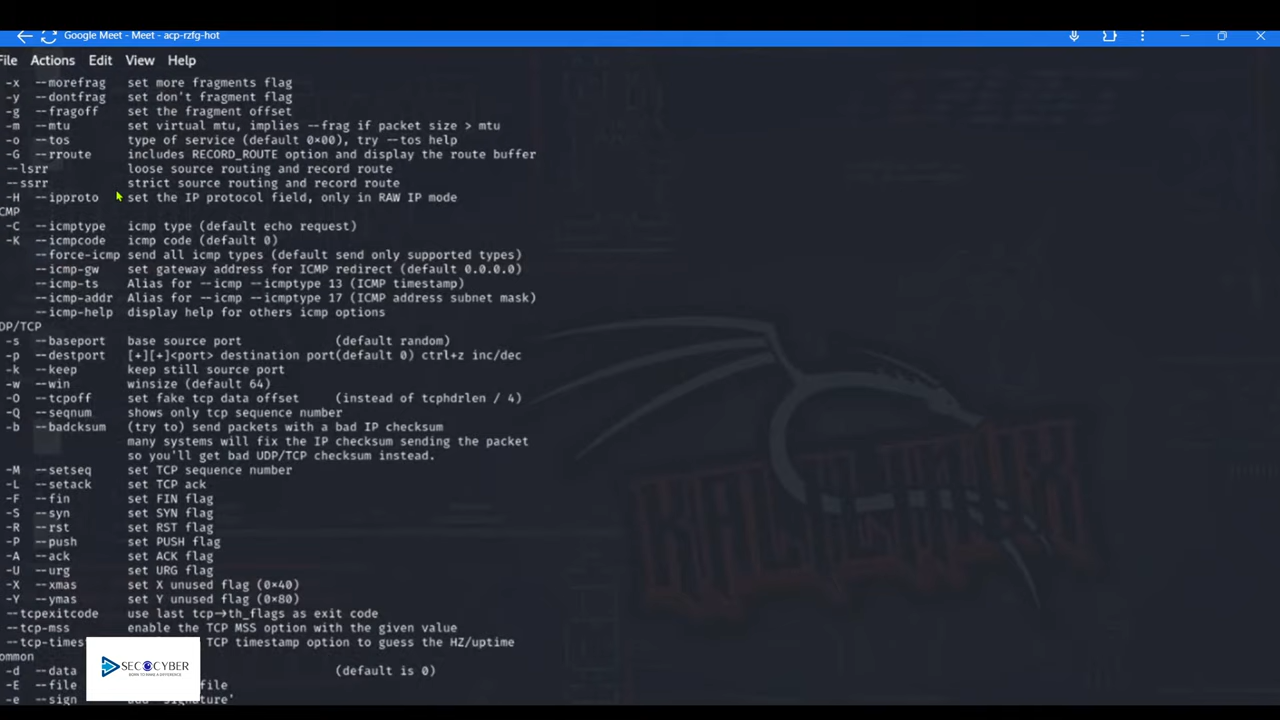 Google Meet - Meet - acp-rzfg-hot
File Actions Edit View Help
-x --morefrag set more fragments flag
-y --dontfrag set don't fragment flag
-g --fragoff set the fragment offset
-m --mtu set virtual mtu, implies --frag if packet size > mtu
-o --tos type of service (default 0x00), try --tos help
-G --rroute includes RECORD_ROUTE option and display the route buffer
--lsrr loose source routing and record route
--ssrr strict source routing and record route
-H --ipproto set the IP protocol field, only in RAW IP mode
CMP
-C --icmptype icmp type (default echo request)
-K --icmpcode icmp code (default 0)
--force-icmp send all icmp types (default send only supported types)
--icmp-gw set gateway address for ICMP redirect (default 0.0.0.0)
--icmp-ts Alias for --icmp --icmptype 13 (ICMP timestamp)
--icmp-addr Alias for --icmp --icmptype 17 (ICMP address subnet mask)
--icmp-help display help for others icmp options
DP/TCP
-s --baseport base source port (default random)
-p --destport [+][+]<port> destination port(default 0) ctrl+z inc/dec
-k --keep keep still source port
-w --win winsize (default 64)
-O --tcpoff set fake tcp data offset (instead of tcphdrlen / 4)
-Q --seqnum shows only tcp sequence number
-b --badcksum (try to) send packets with a bad IP checksum
many systems will fix the IP checksum sending the packet
so you'll get bad UDP/TCP checksum instead.
-M --setseq set TCP sequence number
-L --setack set TCP ack
-F --fin set FIN flag
-S --syn set SYN flag
-R --rst set RST flag
-P --push set PUSH flag
-A --ack set ACK flag
-U --urg set URG flag
-X --xmas set X unused flag (0x40)
-Y --ymas set Y unused flag (0x80)
--tcpexitcode use last tcp->th_flags as exit code
--tcp-mss enable the TCP MSS option with the given value
--tcp-timest TCP timestamp option to guess the HZ/uptime
ommon
-d --data (default is 0)
-E --file file
-e --sign 'signature'
SECOCYBER
BORN TO MAKE A DIFFERENCE
KALI LINUX